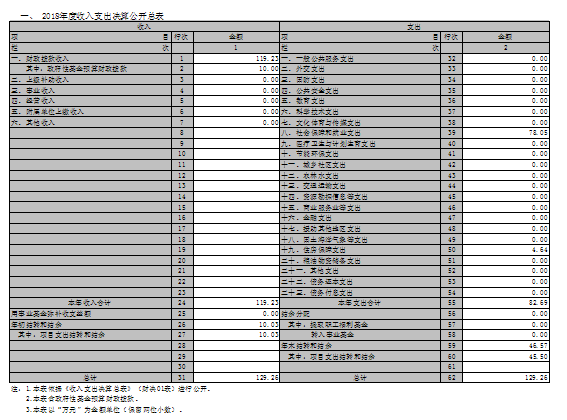 一、 2018年度收入支出决算公开总表
收入 支出
项 目 行次 金额 项 目 行次 金额
栏 次 1 栏 次 2
一、财政拨款收入 1 119.23 一、一般公共服务支出 32 0.00
其中：政府性基金预算财政拨款 2 10.00 二、外交支出 33 0.00
二、上级补助收入 3 0.00 三、国防支出 34 0.00
三、事业收入 4 0.00 四、公共安全支出 35 0.00
四、经营收入 5 0.00 五、教育支出 36 0.00
五、附属单位上缴收入 6 0.00 六、科学技术支出 37 0.00
六、其他收入 7 0.00 七、文化体育与传媒支出 38 0.00
8 八、社会保障和就业支出 39 78.05
9 九、医疗卫生与计划生育支出 40 0.00
10 十、节能环保支出 41 0.00
11 十一、城乡社区支出 42 0.00
12 十二、农林水支出 43 0.00
13 十三、交通运输支出 44 0.00
14 十四、资源勘探信息等支出 45 0.00
15 十五、商业服务业等支出 46 0.00
16 十六、金融支出 47 0.00
17 十七、援助其他地区支出 48 0.00
18 十八、国土海洋气象等支出 49 0.00
19 十九、住房保障支出 50 4.64
20 二十、粮油物资储备支出 51 0.00
21 二十一、其他支出 52 0.00
22 二十二、债务还本支出 53 0.00
23 二十三、债务付息支出 54 0.00
本年收入合计 24 119.23 本年支出合计 55 82.69
用事业基金弥补收支差额 25 0.00 结余分配 56 0.00
年初结转和结余 26 10.03 其中：提取职工福利基金 57 0.00
其中：项目支出结转和结余 27 10.03 转入事业基金 58 0.00
28 年末结转和结余 59 46.57
29 其中：项目支出结转和结余 60 45.50
30 61
总计 31 129.26 总计 62 129.26
注：1.本表依据《收入支出决算总表》（财决01表）进行公开。
2.本表含政府性基金预算财政拨款。
3.本表以“万元”为金额单位（保留两位小数）。